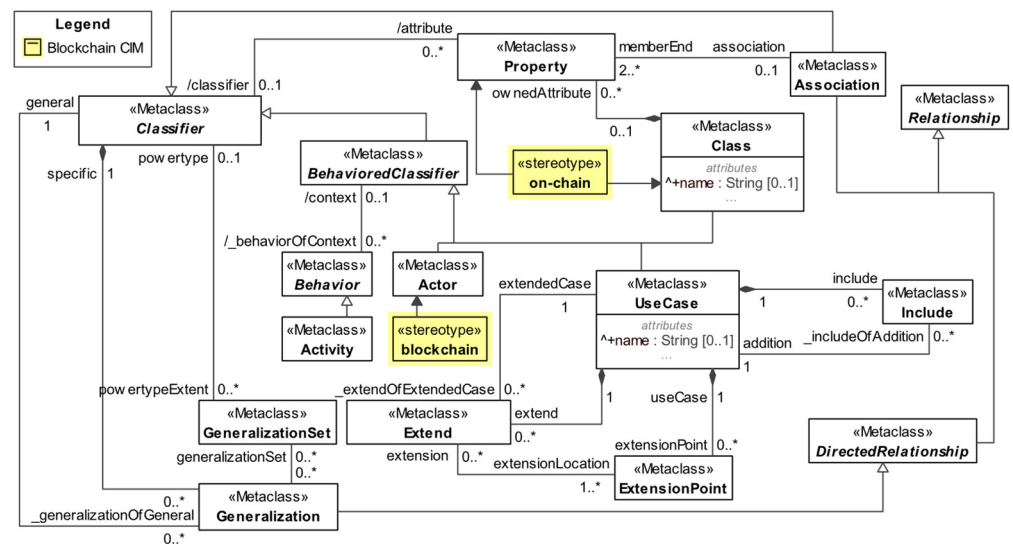 Legend
Blockchain CIM
/attribute
0..*
«Metaclass»
Property
memberEnd
2..*
association
0..1
«Metaclass»
Association
/classifier
0..1
ow nedAttribute
0..*
0..1
general
1
«Metaclass»
Classifier
«Metaclass»
Relationship
«Metaclass»
Class
attributes
^+name : String [0..1]
...
pow ertype
0..1
specific
1
«Metaclass»
BehavioredClassifier
«stereotype»
on-chain
/context
0..1
/_behaviorOfContext
0..*
«Metaclass»
Behavior
«Metaclass»
Actor
«Metaclass»
Activity
«stereotype»
blockchain
extendedCase
1
«Metaclass»
UseCase
attributes
^+name : String [0..1]
...
include
1
0..*
«Metaclass»
Include
addition
1
_includeOfAddition
0..*
pow ertypeExtent
0..*
_extendOfExtendedCase
0..*
1
useCase
1
«Metaclass»
GeneralizationSet
«Metaclass»
Extend
extend
0..*
generalizationSet
0..*
0..*
extension
0..*
extensionLocation
1..*
extensionPoint
0..*
«Metaclass»
ExtensionPoint
«Metaclass»
DirectedRelationship
0..*
_generalizationOfGeneral
0..*
«Metaclass»
Generalization